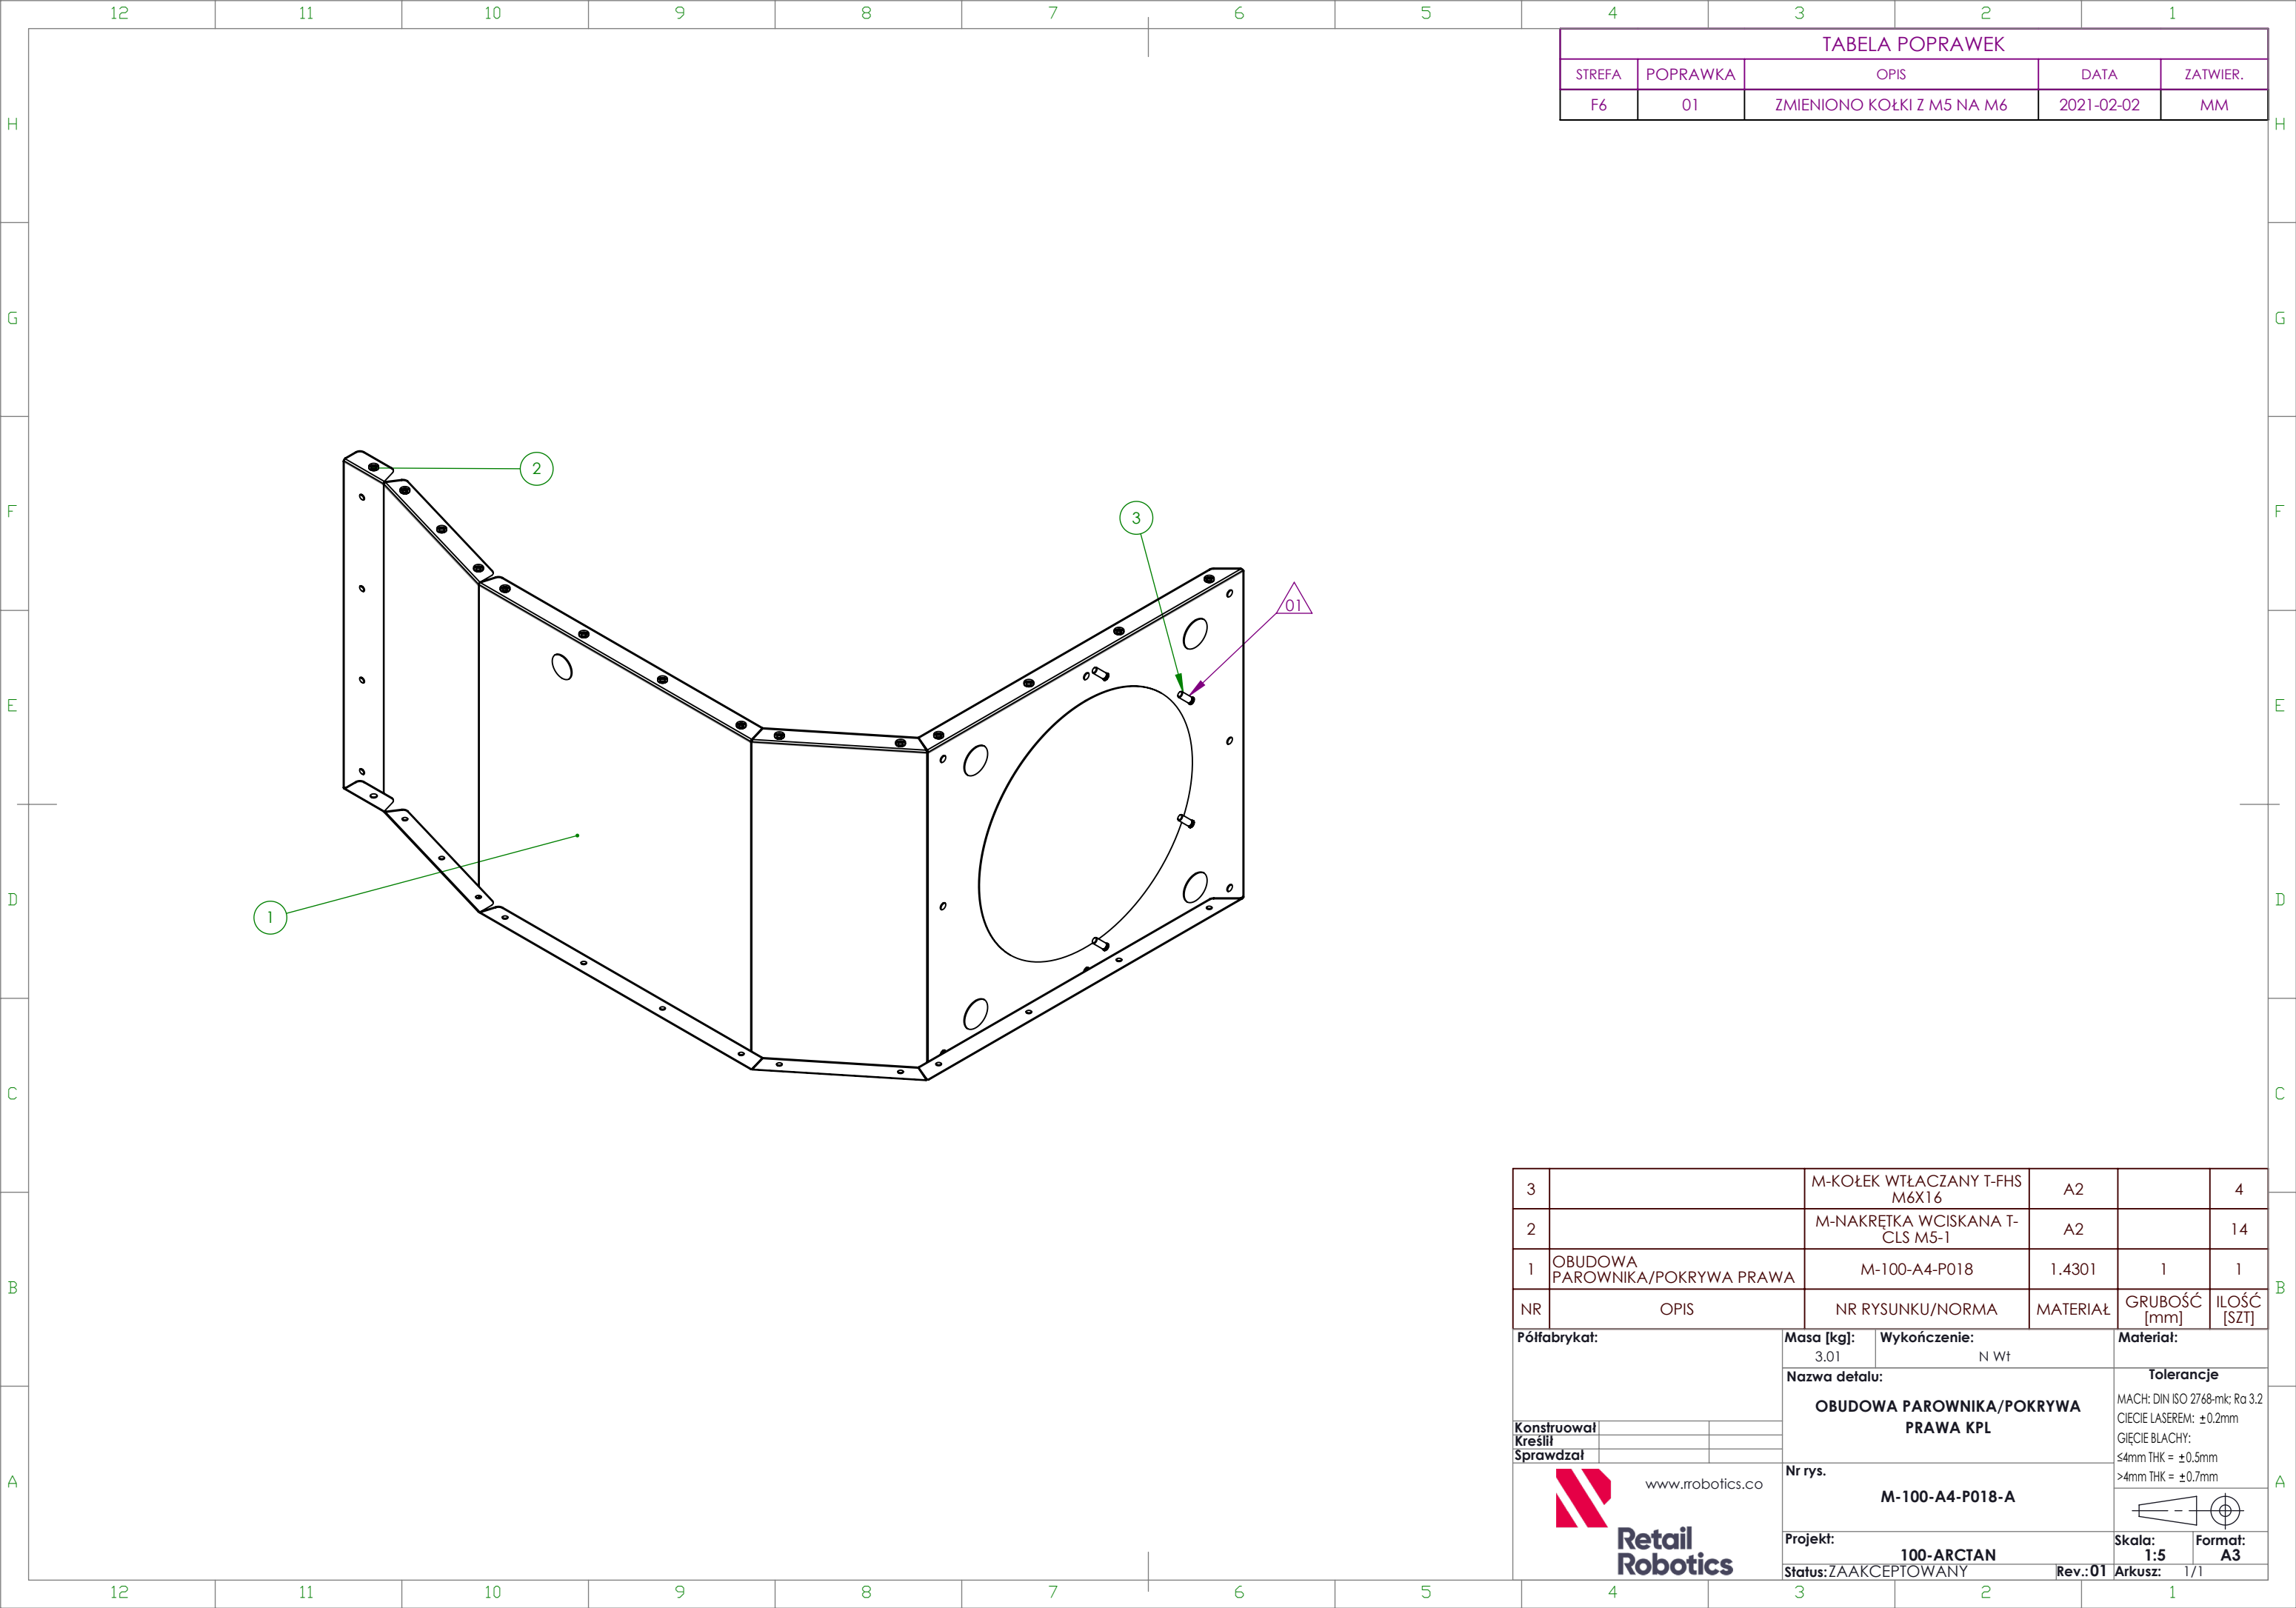 12 11 10 9 8 7 6 5 4 3 2 1
TABELA POPRAWEK
STREFA POPRAWKA OPIS DATA ZATWIER.
F6 01 ZMIENIONO KOŁKI Z M5 NA M6 2021-02-02 MM
H H
G G
2
F F
3
01
E E
1
D D
C C
3 M-KOŁEK WTŁACZANY T-FHS
M6X16 A2 4
2 M-NAKRĘTKA WCISKANA T-
CLS M5-1 A2 14
1 OBUDOWA
PAROWNIKA/POKRYWA PRAWA M-100-A4-P018 1.4301 1 1
B B
NR OPIS NR RYSUNKU/NORMA MATERIAŁ GRUBOŚĆ
[mm] ILOŚĆ
[SZT]
Półfabrykat:
Masa [kg]: Wykończenie: Materiał:
3.01 N Wt
Nazwa detalu:
OBUDOWA PAROWNIKA/POKRYWA
PRAWA KPL
Tolerancje
MACH: DIN ISO 2768-mk; Ra 3.2
CIECIE LASEREM: ±0.2mm
GIĘCIE BLACHY:
≤4mm THK = ±0.5mm
>4mm THK = ±0.7mm
Konstruował
Kreślił
Sprawdzał
A A
www.rrobotics.co
Retail
Robotics
Nr rys.
M-100-A4-P018-A
Projekt:
100-ARCTAN
Skala: Format:
1:5 A3
Status: ZAAKCEPTOWANY Rev.: 01 Arkusz: 1/1
12 11 10 9 8 7 6 5 4 3 2 1